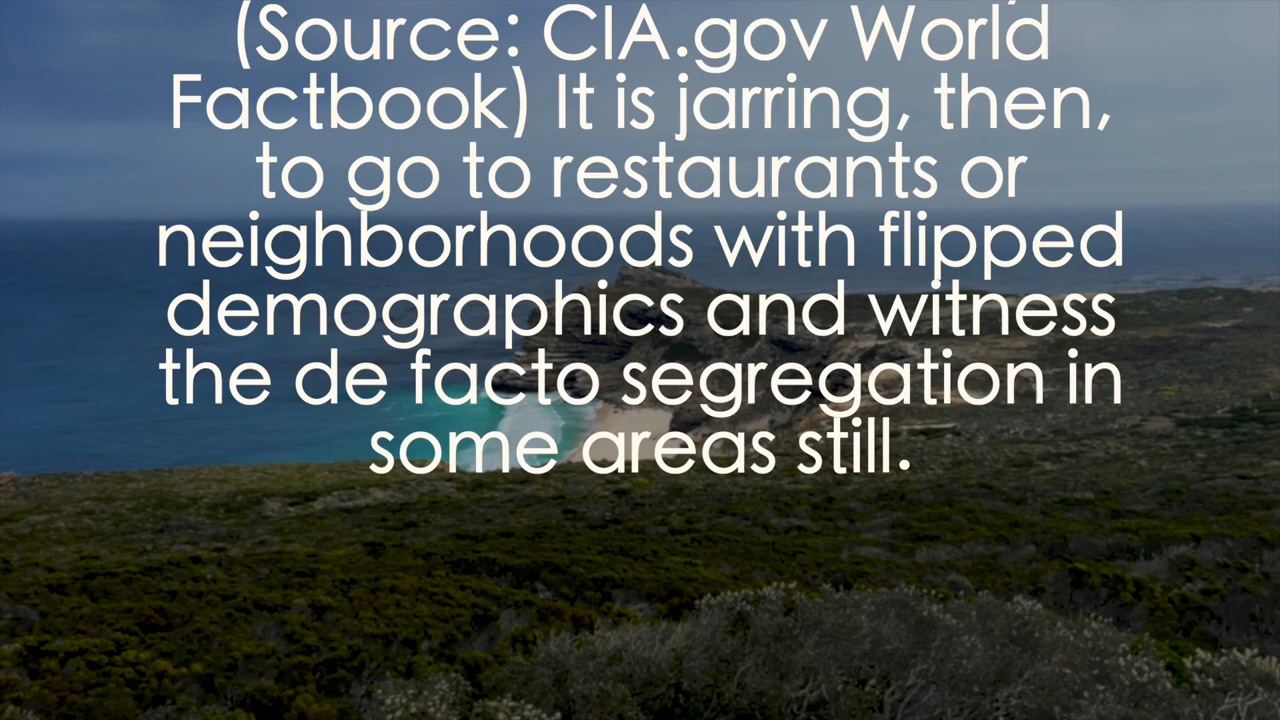 (Source: CIA.gov World
Factbook) It is jarring, then,
to go to restaurants or
neighborhoods with flipped
demographics and witness
the de facto segregation in
some areas still.